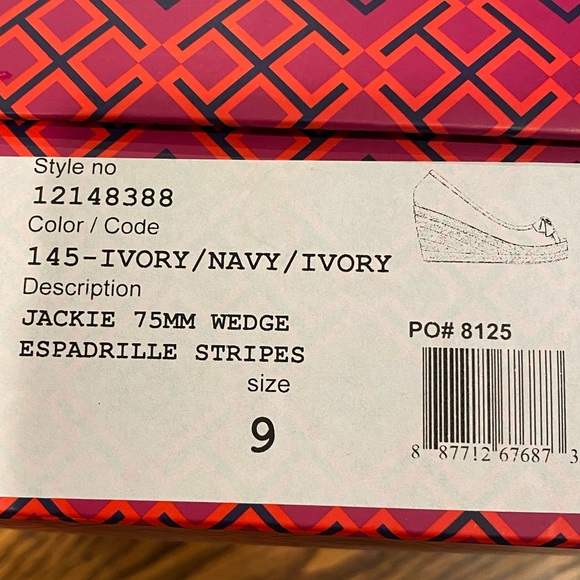 Style no
12148388
Color / Code
145-IVORY/NAVY/IVORY
Description
JACKIE 75MM WEDGE
ESPADRILLE STRIPES
size
9
PO# 8125
8 87712 67687 3